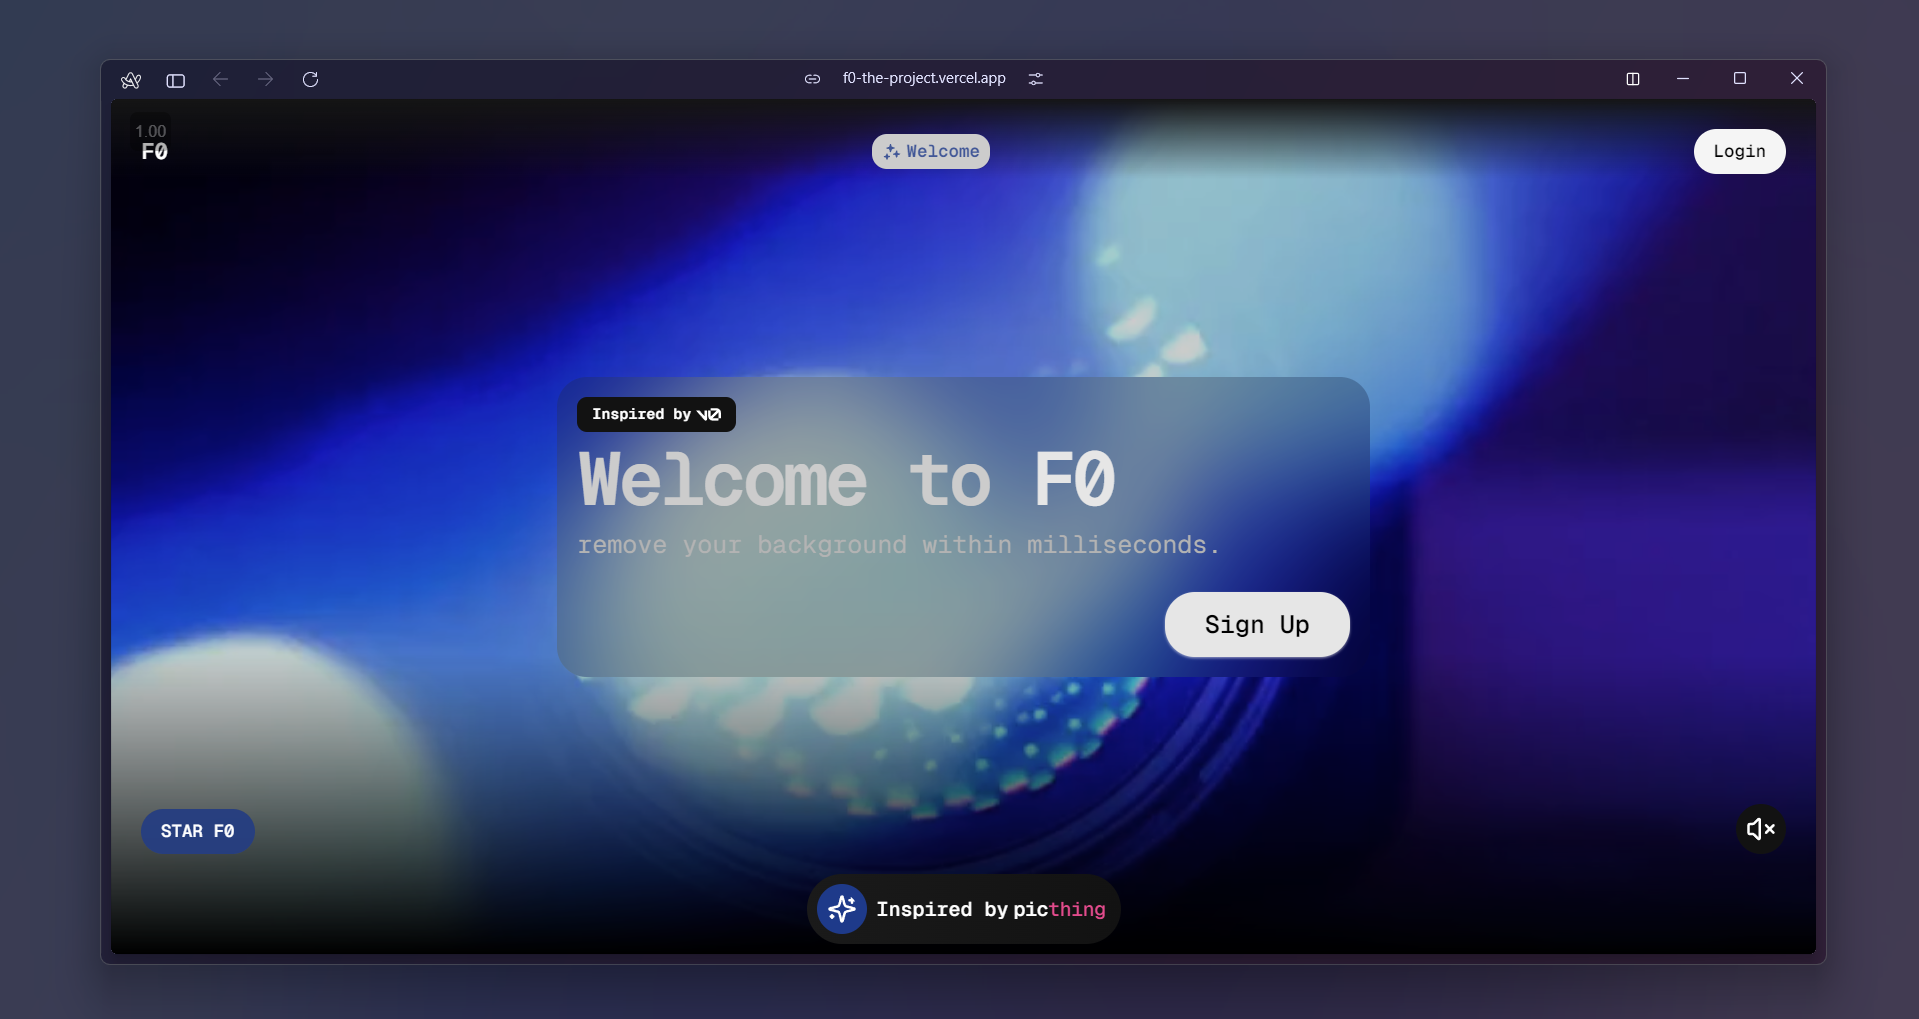 f0-the-project.vercel.app
1.00
F0
Welcome
Login
Inspired by v0
Welcome to F0
remove your background within milliseconds.
Sign Up
STAR F0
Inspired by picthing